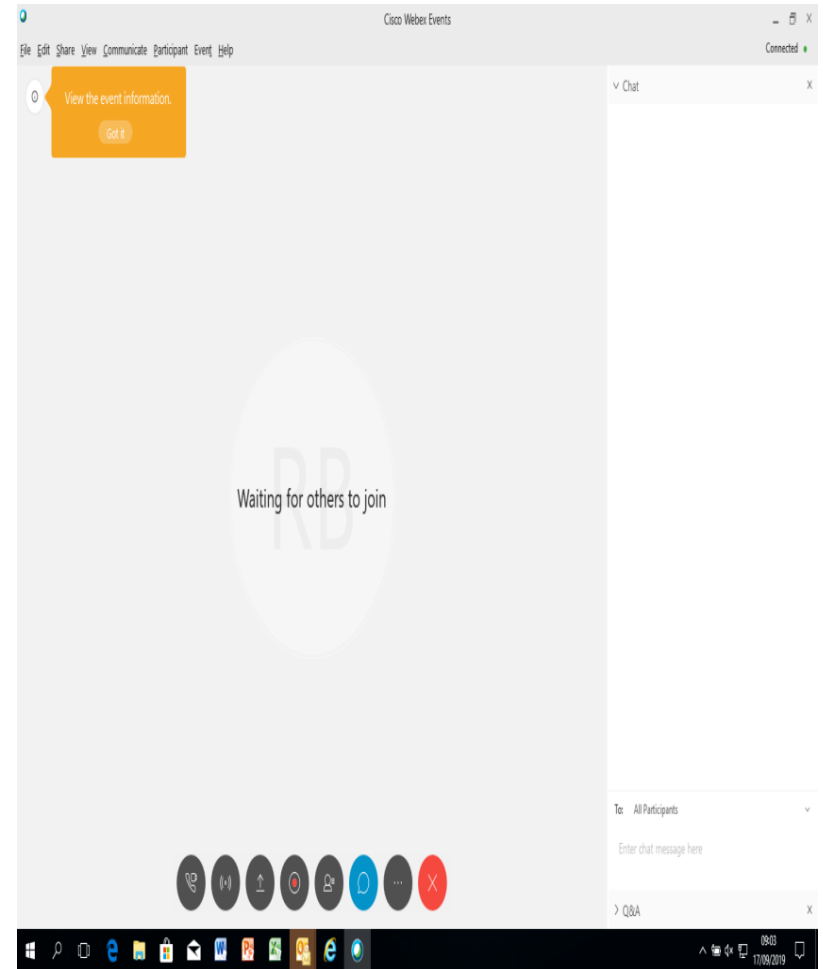 Cisco Webex Events
File Edit Share View Communicate Participant Event Help
Connected
View the event information.
Got it
Chat
RB
Waiting for others to join
To: All Participants
Enter chat message here
Q&A
09:03
17/09/2019